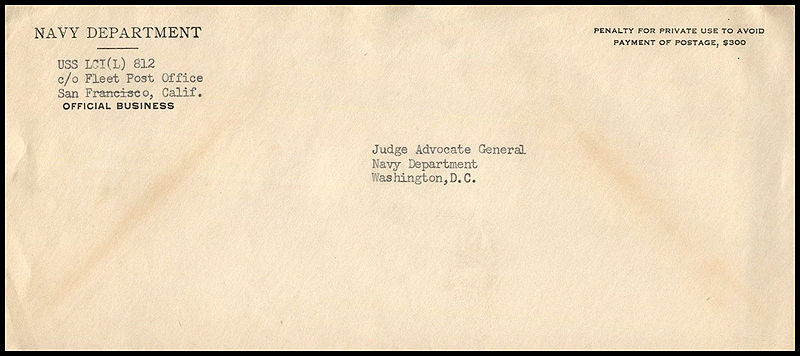 NAVY DEPARTMENT
USS LCI(L) 812
c/o Fleet Post Office
San Francisco, Calif.
OFFICIAL BUSINESS
PENALTY FOR PRIVATE USE TO AVOID
PAYMENT OF POSTAGE, $300
Judge Advocate General
Navy Department
Washington,D.C.